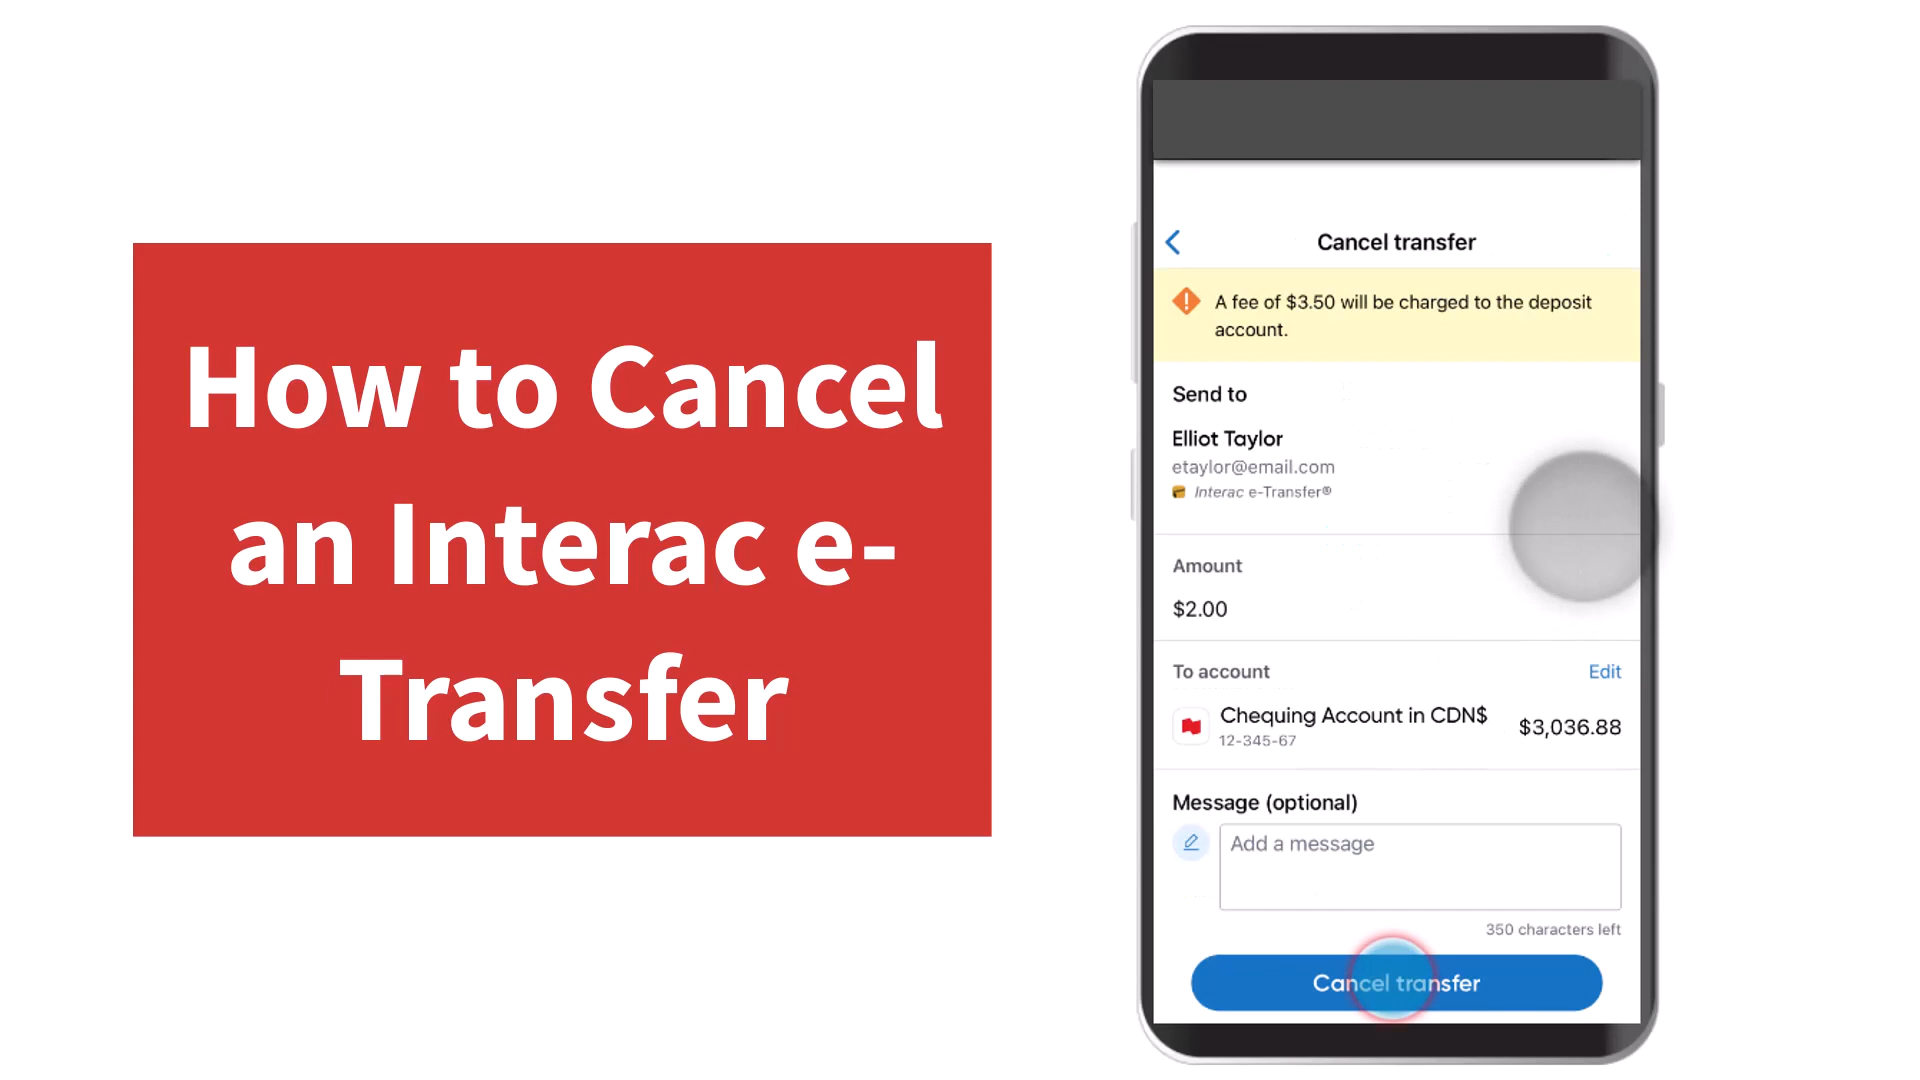 How to Cancel
an Interac e-
Transfer
Cancel transfer
A fee of $3.50 will be charged to the deposit
account.
Send to
Elliot Taylor
etaylor@email.com
Interac e-Transfer®
Amount
$2.00
To account
Edit
Chequing Account in CDN$
$3,036.88
12-345-67
Message (optional)
Add a message
350 characters left
Cancel transfer